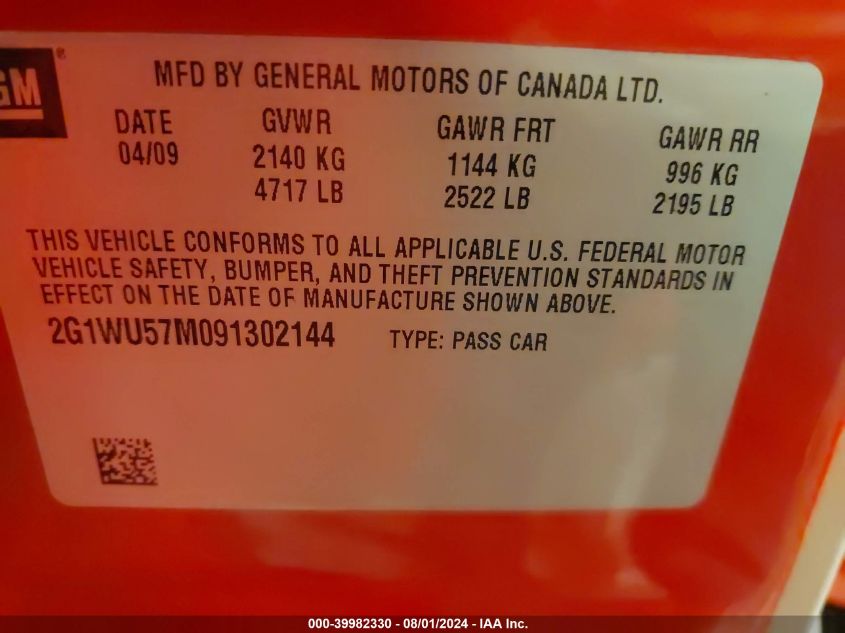 GM®
MFD BY GENERAL MOTORS OF CANADA LTD.
DATE GVWR GAWR FRT GAWR RR
04/09 2140 KG 1144 KG 996 KG
4717 LB 2522 LB 2195 LB
THIS VEHICLE CONFORMS TO ALL APPLICABLE U.S. FEDERAL MOTOR
VEHICLE SAFETY, BUMPER, AND THEFT PREVENTION STANDARDS IN
EFFECT ON THE DATE OF MANUFACTURE SHOWN ABOVE.
2G1WU57M091302144 TYPE: PASS CAR
000-39982330 - 08/01/2024 - IAA Inc.